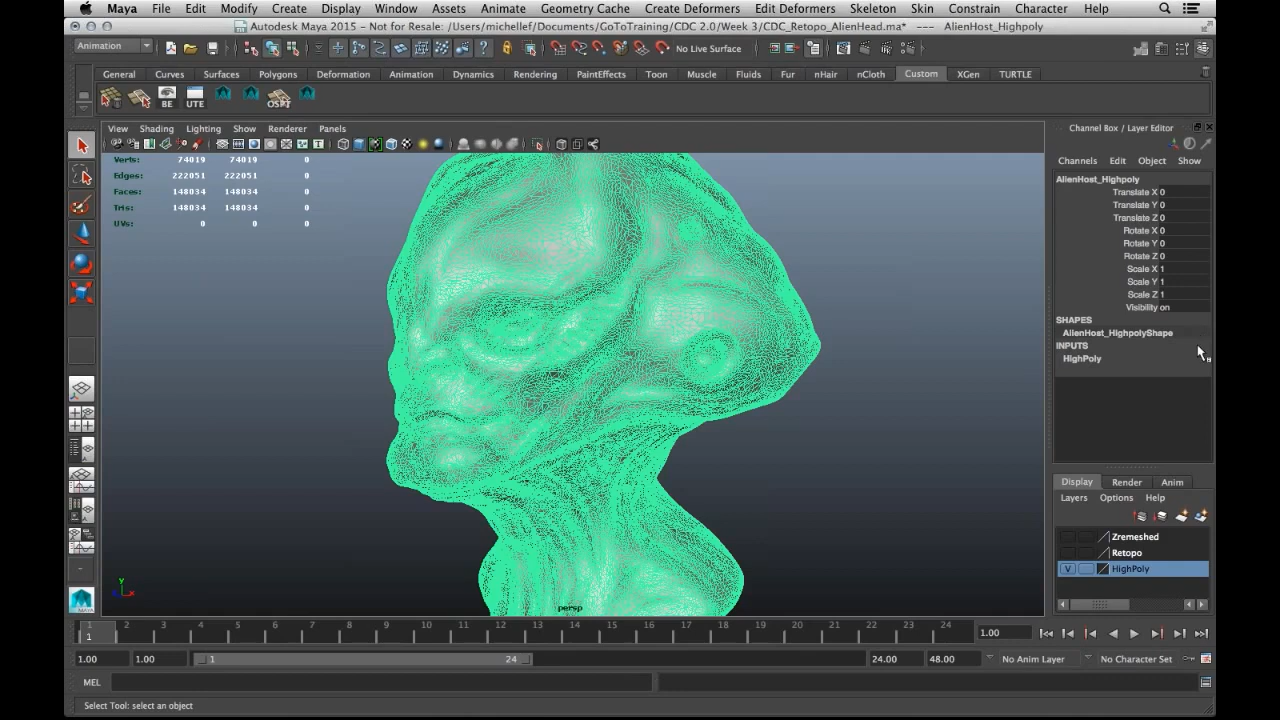 Maya File Edit Modify Create Display Window Assets Animate Geometry Cache Create Deformers Edit Deformers Skeleton Skin Constrain Character Help
Autodesk Maya 2015 - Not for Resale: /Users/michellef/Documents/GoToTraining/CDC 2.0/Week 3/CDC_Retopo_AlienHead.ma* --- AlienHost_Highpoly
Animation No Live Surface
General Curves Surfaces Polygons Deformation Animation Dynamics Rendering PaintEffects Toon Muscle Fluids Fur nHair nCloth Custom XGen TURTLE
BE UTE OSPT
View Shading Lighting Show Renderer Panels
Channel Box / Layer Editor
Channels Edit Object Show
Verts: 74019 74019 0
Edges: 222051 222051 0
Faces: 148034 148034 0
Tris: 148034 148034 0
UVs: 0 0 0
AlienHost_Highpoly
Translate X 0
Translate Y 0
Translate Z 0
Rotate X 0
Rotate Y 0
Rotate Z 0
Scale X 1
Scale Y 1
Scale Z 1
Visibility on
SHAPES
AlienHost_HighpolyShape
INPUTS
HighPoly
Display Render Anim
Layers Options Help
Zremeshed
Retopo
V HighPoly
y
persp
MAYA
1 2 3 4 5 6 7 8 9 10 11 12 13 14 15 16 17 18 19 20 21 22 23 24
1 1.00
1.00 1.00 1 24 24.00 48.00 No Anim Layer No Character Set
MEL
Select Tool: select an object